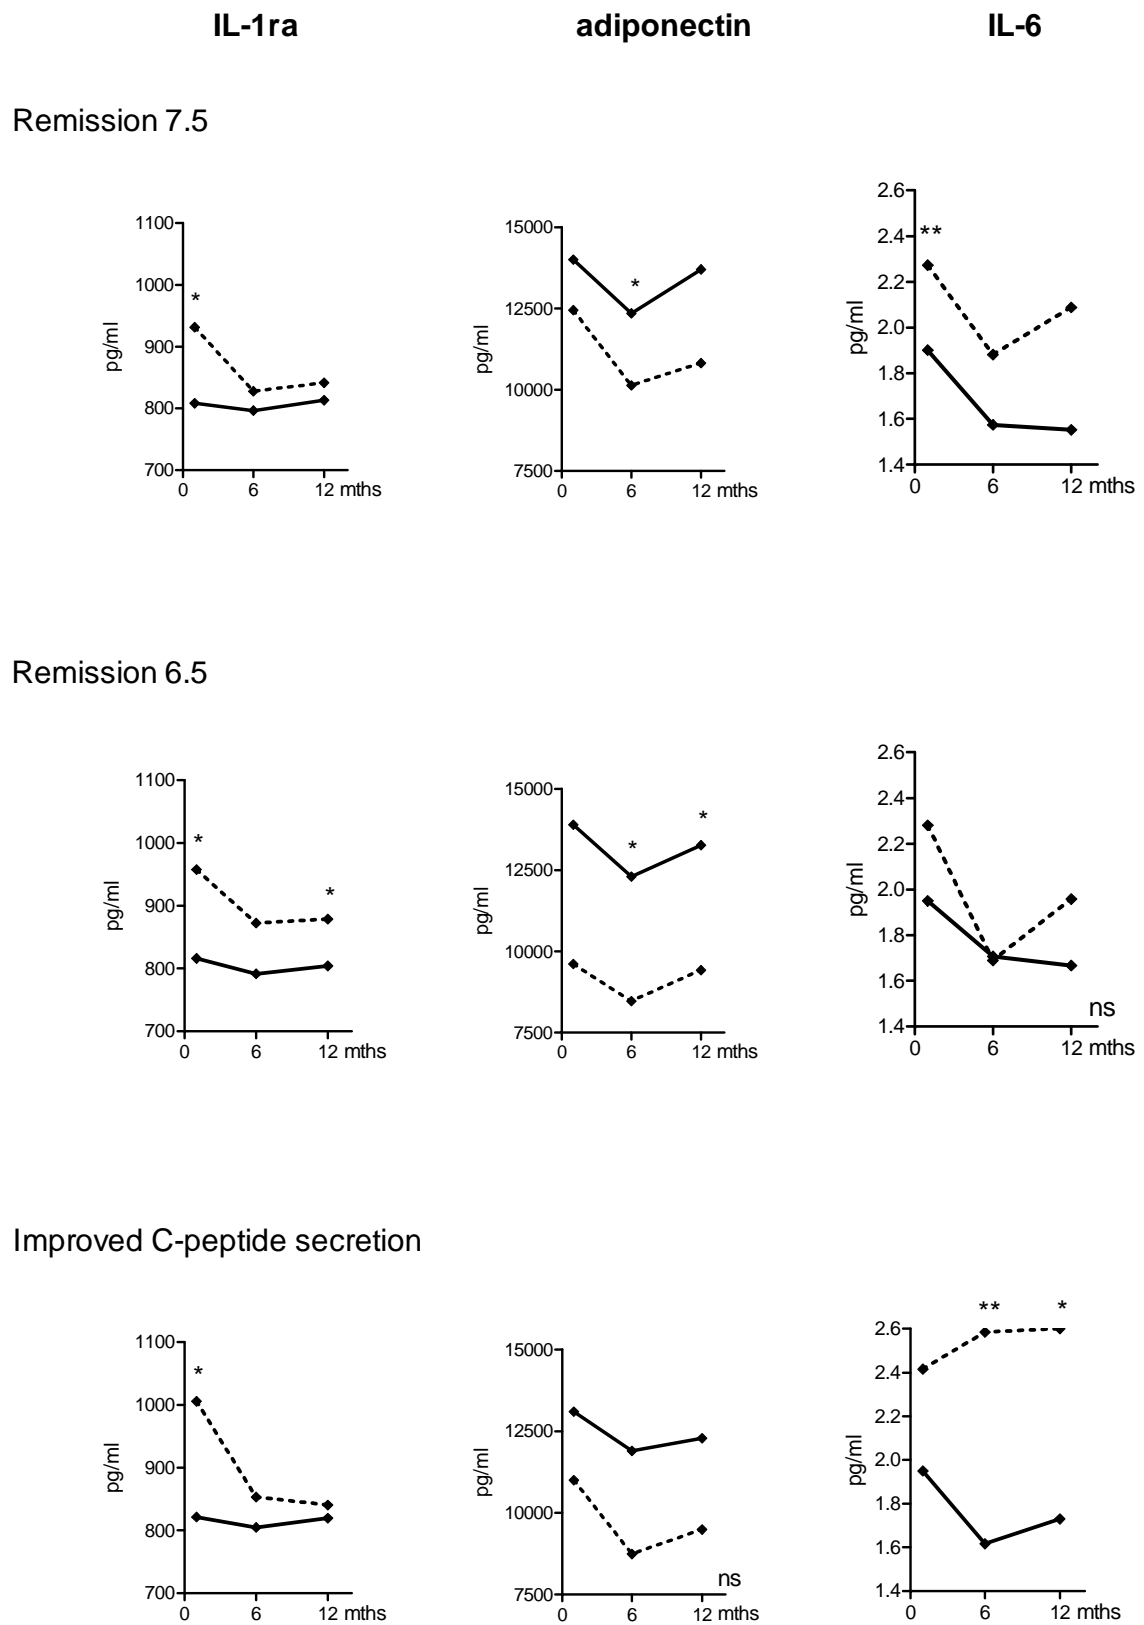 IL-1ra adiponectin IL-6
Remission 7.5
1100
1000
900
800
700
pg/ml
*
0 6 12 mths
15000
12500
10000
7500
pg/ml
*
0 6 12 mths
2.6
2.4
2.2
2.0
1.8
1.6
1.4
pg/ml
**
0 6 12 mths
Remission 6.5
1100
1000
900
800
700
pg/ml
* *
0 6 12 mths
15000
12500
10000
7500
pg/ml
* *
0 6 12 mths
2.6
2.4
2.2
2.0
1.8
1.6
1.4
pg/ml
ns
0 6 12 mths
Improved C-peptide secretion
1100
1000
900
800
700
pg/ml
*
0 6 12 mths
15000
12500
10000
7500
pg/ml
ns
0 6 12 mths
2.6
2.4
2.2
2.0
1.8
1.6
1.4
pg/ml
** *
0 6 12 mths